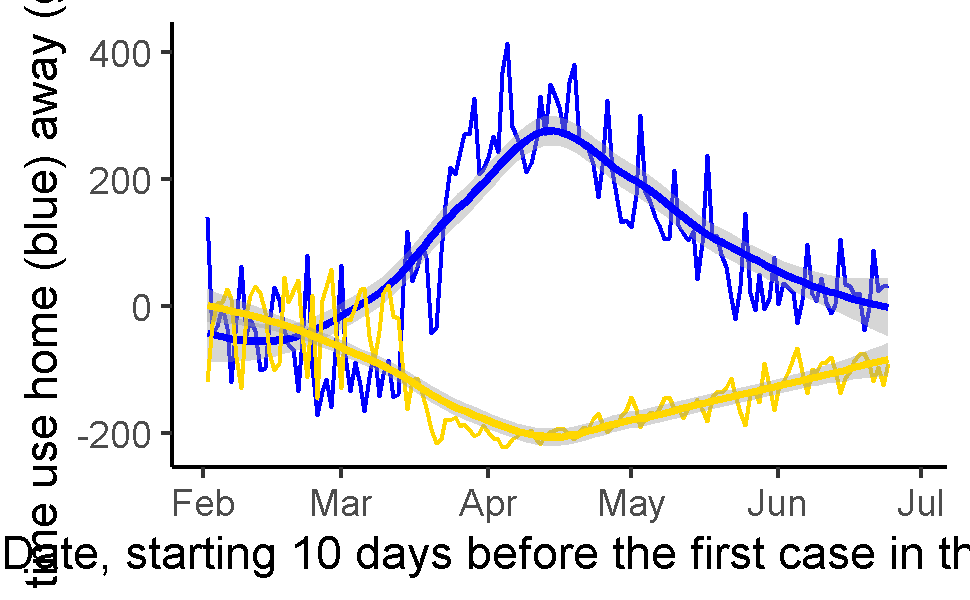 time use home (blue) away (g
400
200
0
-200
Feb Mar Apr May Jun Jul
Date, starting 10 days before the first case in th